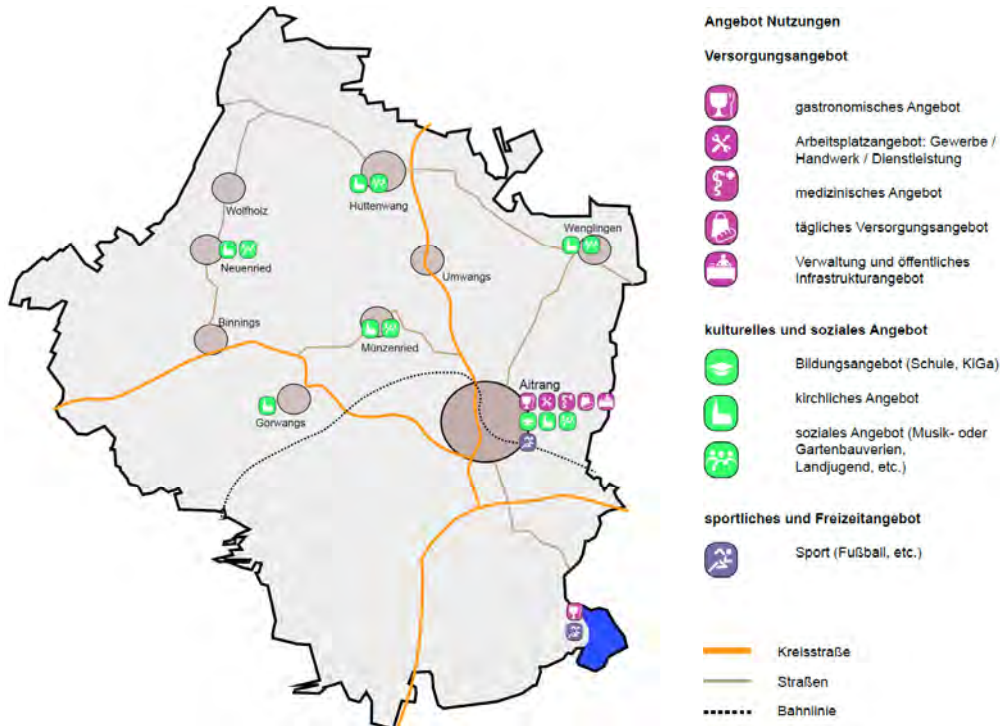 Angebot Nutzungen
Versorgungsangebot
gastronomisches Angebot
Arbeitsplatzangebot: Gewerbe /
Handwerk / Dienstleistung
medizinisches Angebot
tägliches Versorgungsangebot
Verwaltung und öffentliches
Infrastrukturangebot
kulturelles und soziales Angebot
Bildungsangebot (Schule, KiGa)
kirchliches Angebot
soziales Angebot (Musik- oder
Gartenbauverien,
Landjugend, etc.)
sportliches und Freizeitangebot
Sport (Fußball, etc.)
Kreisstraße
Straßen
Bahnlinie
Wolfholz
Huttenwang
Wenglingen
Neuenried
Umwangs
Binnings
Münzenried
Aitrang
Görwangs